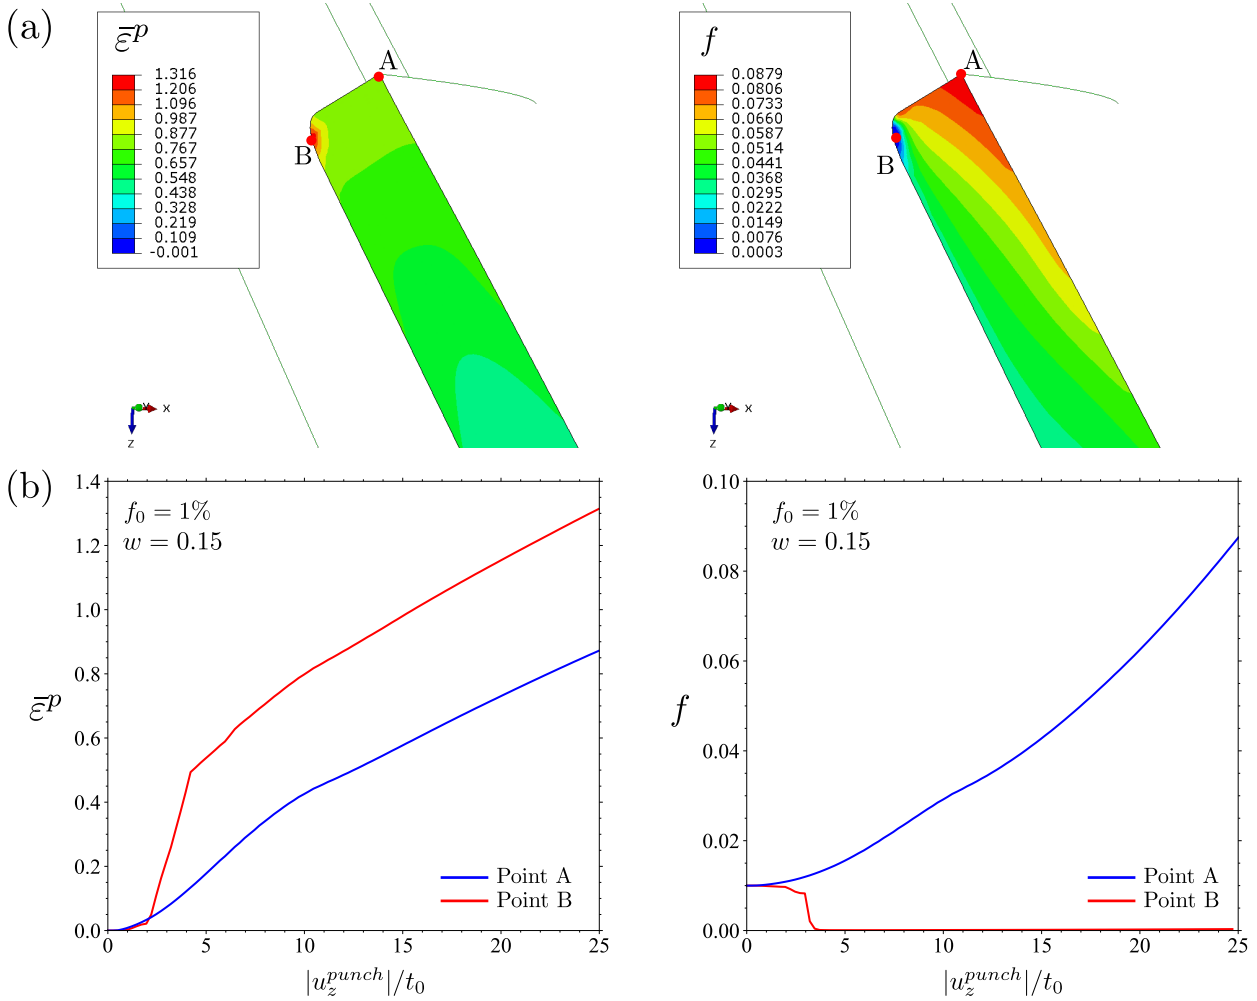 (a)
ε̄ᵖ
1.316
1.206
1.096
0.987
0.877
0.767
0.657
0.548
0.438
0.328
0.219
0.109
-0.001
A
B
x
z
f
0.0879
0.0806
0.0733
0.0660
0.0587
0.0514
0.0441
0.0368
0.0295
0.0222
0.0149
0.0076
0.0003
A
B
x
z
(b)
1.4
1.2
1.0
0.8
0.6
0.4
0.2
0.0
ε̄ᵖ
f₀ = 1%
w = 0.15
Point A
Point B
0 5 10 15 20 25
|u_z^{punch}|/t₀
0.10
0.08
0.06
0.04
0.02
0.00
f
f₀ = 1%
w = 0.15
Point A
Point B
0 5 10 15 20 25
|u_z^{punch}|/t₀